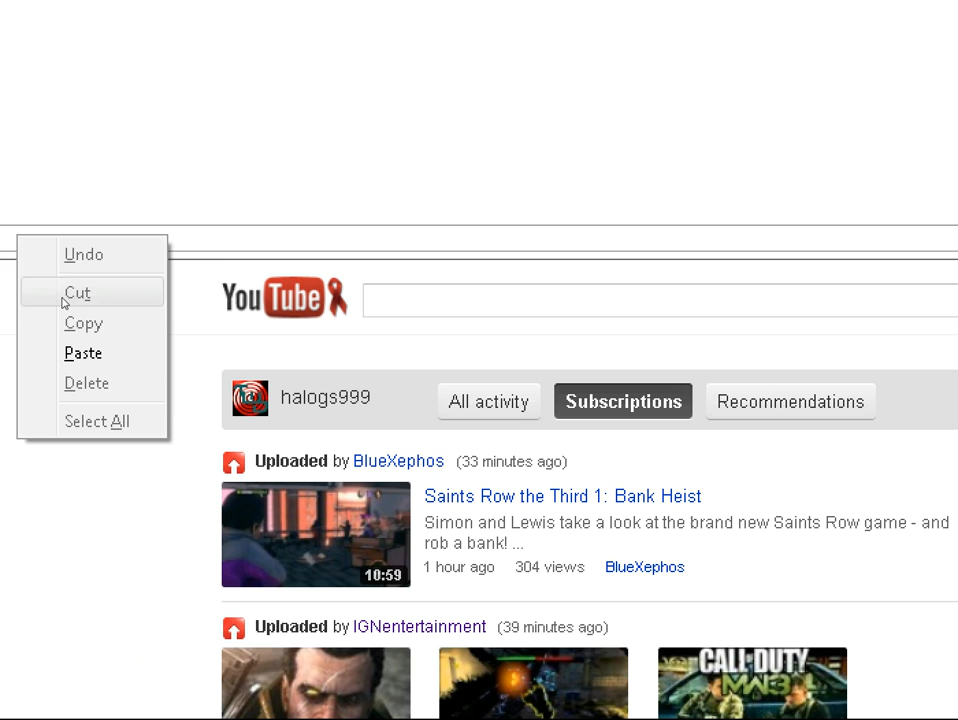 Undo
Cut
Copy
Paste
Delete
Select All
YouTube
halogs999
All activity
Subscriptions
Recommendations
Uploaded by BlueXephos (33 minutes ago)
10:59
Saints Row the Third 1: Bank Heist
Simon and Lewis take a look at the brand new Saints Row game - and
rob a bank! ...
1 hour ago 304 views BlueXephos
Uploaded by IGNentertainment (39 minutes ago)
CALL·DUTY
MW3